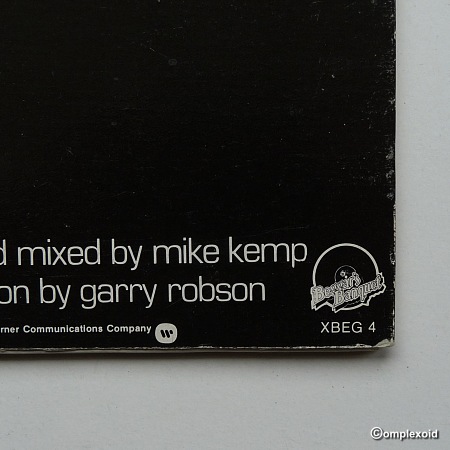 d mixed by mike kemp
on by garry robson
Beggars
Banquet
rner Communications Company
XBEG 4
©omplexoid